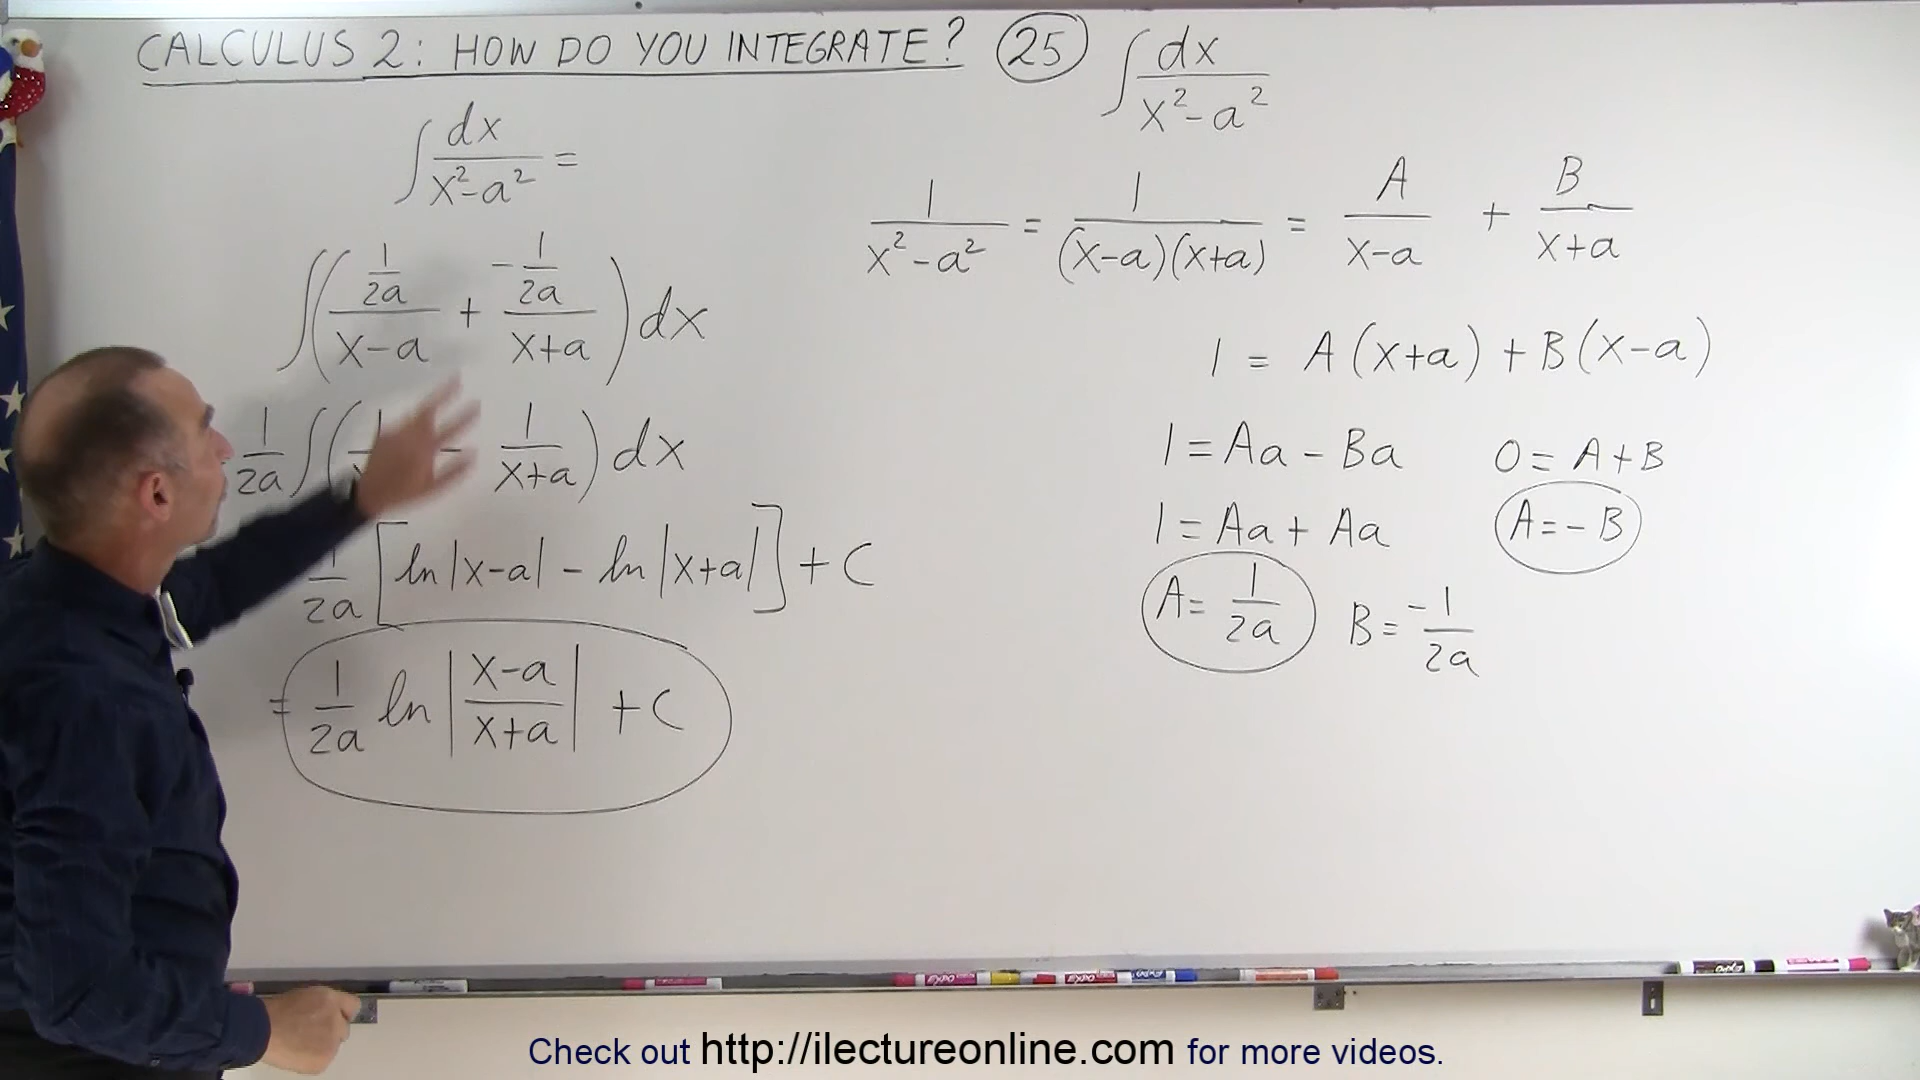 CALCULUS 2: HOW DO YOU INTEGRATE? 25 ∫ dx / (x² - a²)
∫ dx / (x² - a²) =
∫ ( (1/2a) / (x-a) + (-1/2a) / (x+a) ) dx
1/2a ∫ ( 1 - 1/(x+a) ) dx
1/2a [ ln|x-a| - ln|x+a| ] + C
= 1/2a ln | (x-a) / (x+a) | + C
1 / (x² - a²) = 1 / ((x-a)(x+a)) = A / (x-a) + B / (x+a)
1 = A(x+a) + B(x-a)
1 = Aa - Ba 0 = A + B
1 = Aa + Aa A = -B
A = 1/2a B = -1/2a
EXPO
Check out http://ilectureonline.com for more videos.